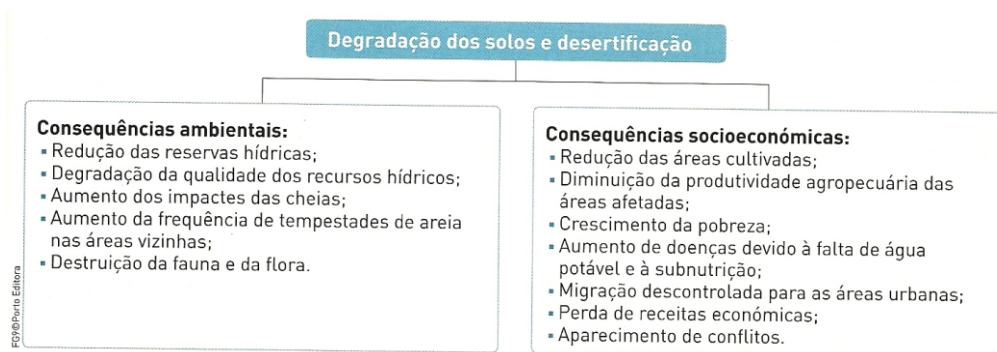 Degradação dos solos e desertificação
Consequências ambientais:
▪ Redução das reservas hídricas;
▪ Degradação da qualidade dos recursos hídricos;
▪ Aumento dos impactes das cheias;
▪ Aumento da frequência de tempestades de areia
nas áreas vizinhas;
▪ Destruição da fauna e da flora.
Consequências socioeconómicas:
▪ Redução das áreas cultivadas;
▪ Diminuição da produtividade agropecuária das
áreas afetadas;
▪ Crescimento da pobreza;
▪ Aumento de doenças devido à falta de água
potável e à subnutrição;
▪ Migração descontrolada para as áreas urbanas;
▪ Perda de receitas económicas;
▪ Aparecimento de conflitos.
FG9©Porto Editora